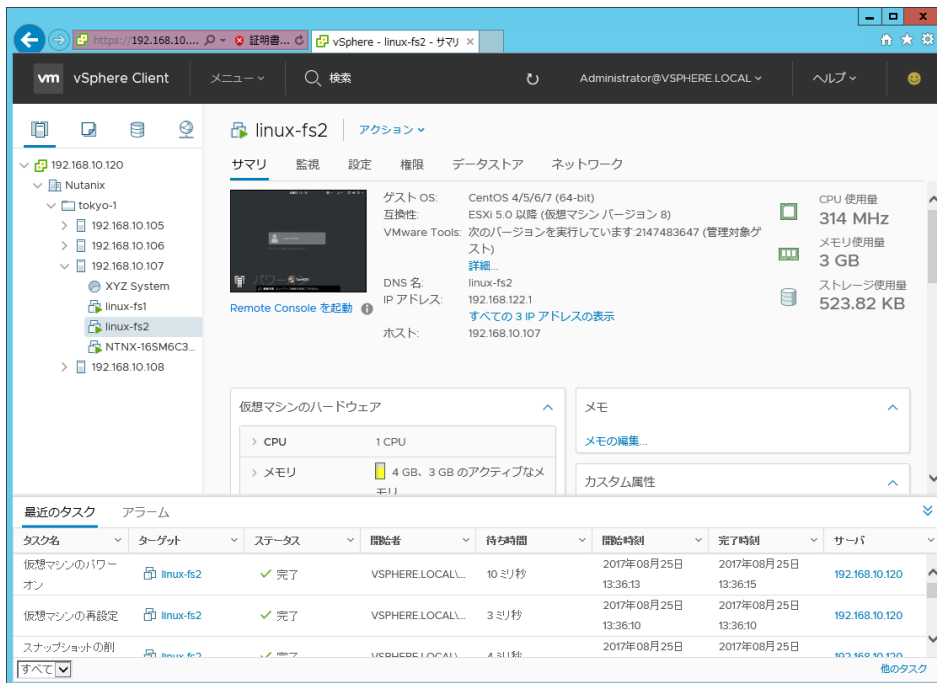 https://192.168.10....
証明書...
vSphere - linux-fs2 - サマリ
vm vSphere Client メニュー 検索 Administrator@VSPHERE.LOCAL ヘルプ
192.168.10.120
Nutanix
tokyo-1
192.168.10.105
192.168.10.106
192.168.10.107
XYZ System
linux-fs1
linux-fs2
NTNX-16SM6C3...
192.168.10.108
linux-fs2 アクション
サマリ 監視 設定 権限 データストア ネットワーク
Remote Console を起動
ゲスト OS: CentOS 4/5/6/7 (64-bit)
互換性: ESXi 5.0 以降 (仮想マシン バージョン 8)
VMware Tools: 次のバージョンを実行しています:2147483647 (管理対象ゲ
スト)
詳細...
DNS 名: linux-fs2
IP アドレス: 192.168.122.1
すべての 3 IP アドレスの表示
ホスト: 192.168.10.107
CPU 使用量
314 MHz
メモリ使用量
3 GB
ストレージ使用量
523.82 KB
仮想マシンのハードウェア
CPU 1 CPU
メモリ 4 GB、3 GB のアクティブなメ
モリ
メモ
メモの編集...
カスタム属性
最近のタスク アラーム
タスク名 ターゲット ステータス 開始者 待ち時間 開始時刻 完了時刻 サーバ
仮想マシンのパワー
オン linux-fs2 完了 VSPHERE.LOCAL\... 10 ミリ秒 2017年08月25日 13:36:13 2017年08月25日 13:36:15 192.168.10.120
仮想マシンの再設定 linux-fs2 完了 VSPHERE.LOCAL\... 3 ミリ秒 2017年08月25日 13:36:10 2017年08月25日 13:36:10 192.168.10.120
スナップショットの削 linux-fs2 完了 VSPHERE.LOCAL\... 4 ミリ秒 2017年08月25日 2017年08月25日 192.168.10.120
すべて
他のタスク